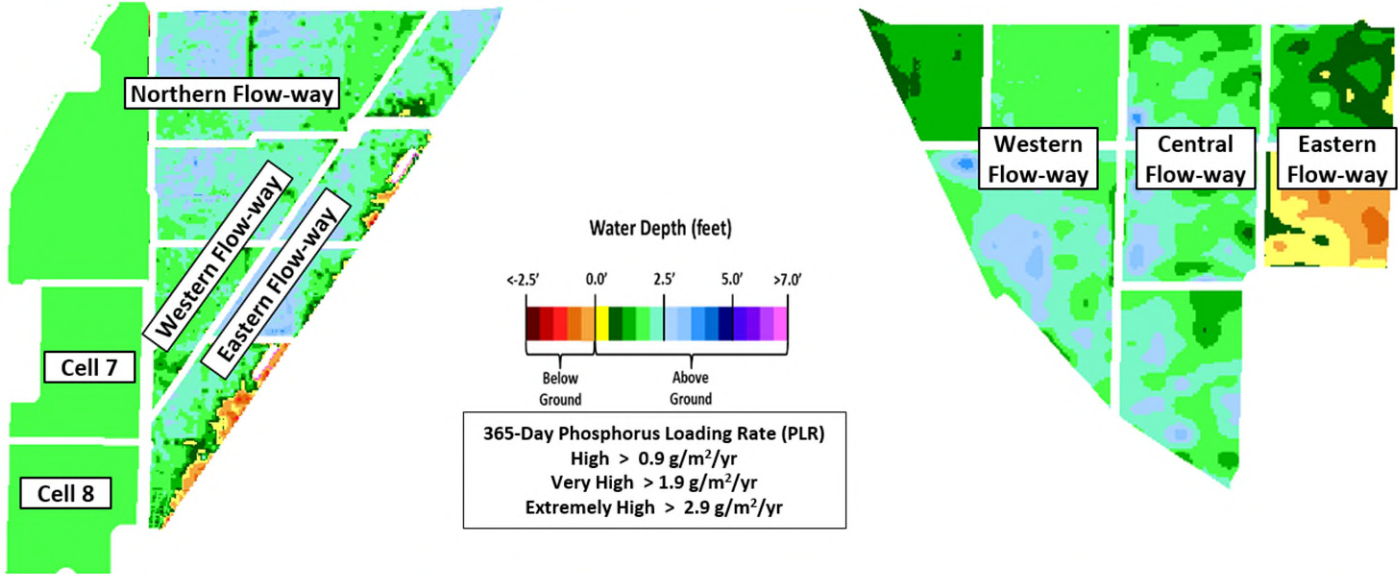 Northern Flow-way
Western Flow-way
Eastern Flow-way
Cell 7
Cell 8
Water Depth (feet)
<-2.5' 0.0' 2.5' 5.0' >7.0'
Below
Ground
Above
Ground
365-Day Phosphorus Loading Rate (PLR)
High > 0.9 g/m²/yr
Very High > 1.9 g/m²/yr
Extremely High > 2.9 g/m²/yr
Western
Flow-way
Central
Flow-way
Eastern
Flow-way